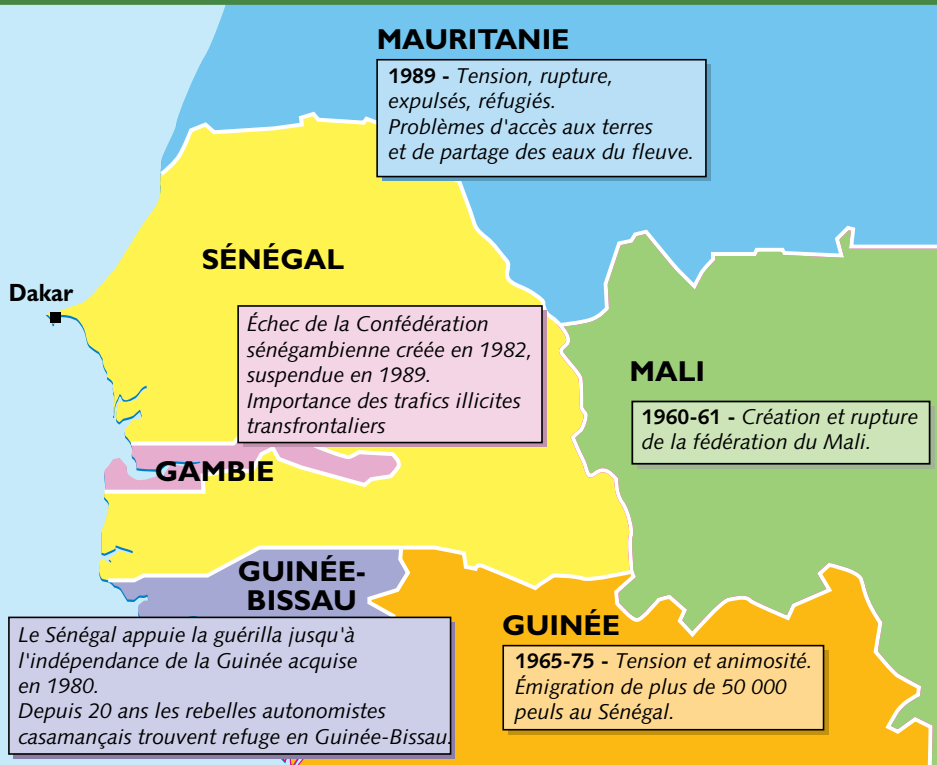 MAURITANIE
1989 - Tension, rupture,
expulsés, réfugiés.
Problèmes d'accès aux terres
et de partage des eaux du fleuve.
SÉNÉGAL
Dakar
Échec de la Confédération
sénégambienne créée en 1982,
suspendue en 1989.
Importance des trafics illicites
transfrontaliers
MALI
1960-61 - Création et rupture
de la fédération du Mali.
GAMBIE
GUINÉE-
BISSAU
Le Sénégal appuie la guérilla jusqu'à
l'indépendance de la Guinée acquise
en 1980.
Depuis 20 ans les rebelles autonomistes
casamançais trouvent refuge en Guinée-Bissau.
GUINÉE
1965-75 - Tension et animosité.
Émigration de plus de 50 000
peuls au Sénégal.